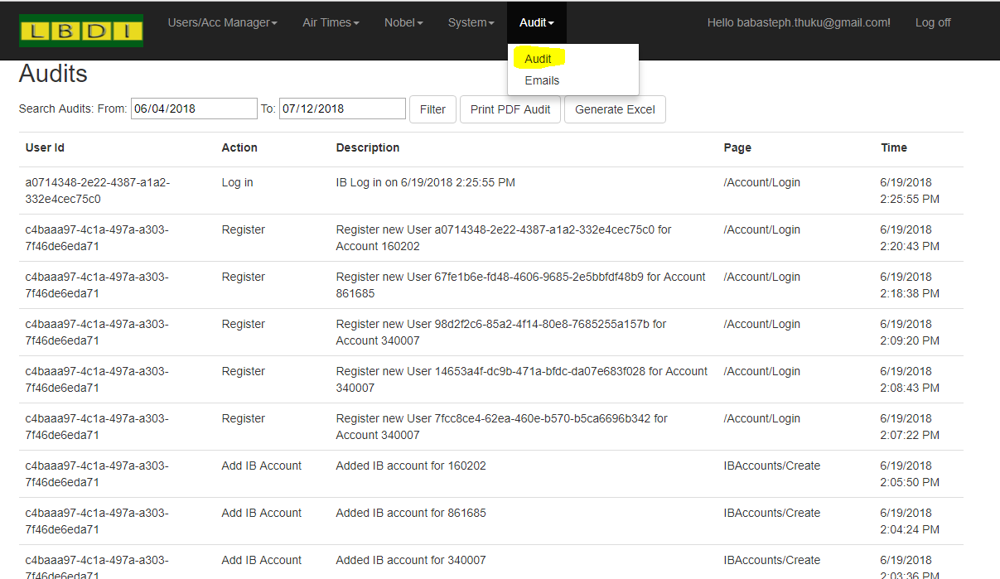 LBDI
Users/Acc Manager
Air Times
Nobel
System
Audit
Hello babasteph.thuku@gmail.com!
Log off
Audit
Emails
Audits
Search Audits: From: 06/04/2018 To: 07/12/2018 Filter Print PDF Audit Generate Excel
User Id Action Description Page Time
a0714348-2e22-4387-a1a2- Log in IB Log in on 6/19/2018 2:25:55 PM /Account/Login 6/19/2018
332e4cec75c0 2:25:55 PM
c4baaa97-4c1a-497a-a303- Register Register new User a0714348-2e22-4387-a1a2-332e4cec75c0 for /Account/Login 6/19/2018
7f46de6eda71 Account 160202 2:20:43 PM
c4baaa97-4c1a-497a-a303- Register Register new User 67fe1b6e-fd48-4606-9685-2e5bbfdf48b9 for Account /Account/Login 6/19/2018
7f46de6eda71 861685 2:18:38 PM
c4baaa97-4c1a-497a-a303- Register Register new User 98d2f2c6-85a2-4f14-80e8-7685255a157b for /Account/Login 6/19/2018
7f46de6eda71 Account 340007 2:09:20 PM
c4baaa97-4c1a-497a-a303- Register Register new User 14653a4f-dc9b-471a-bfdc-da07e683f028 for Account /Account/Login 6/19/2018
7f46de6eda71 340007 2:08:43 PM
c4baaa97-4c1a-497a-a303- Register Register new User 7fcc8ce4-62ea-460e-b570-b5ca6696b342 for /Account/Login 6/19/2018
7f46de6eda71 Account 340007 2:07:22 PM
c4baaa97-4c1a-497a-a303- Add IB Account Added IB account for 160202 IBAccounts/Create 6/19/2018
7f46de6eda71 2:05:50 PM
c4baaa97-4c1a-497a-a303- Add IB Account Added IB account for 861685 IBAccounts/Create 6/19/2018
7f46de6eda71 2:04:24 PM
c4baaa97-4c1a-497a-a303- Add IB Account Added IB account for 340007 IBAccounts/Create 6/19/2018
7f46de6eda71 2:03:36 PM